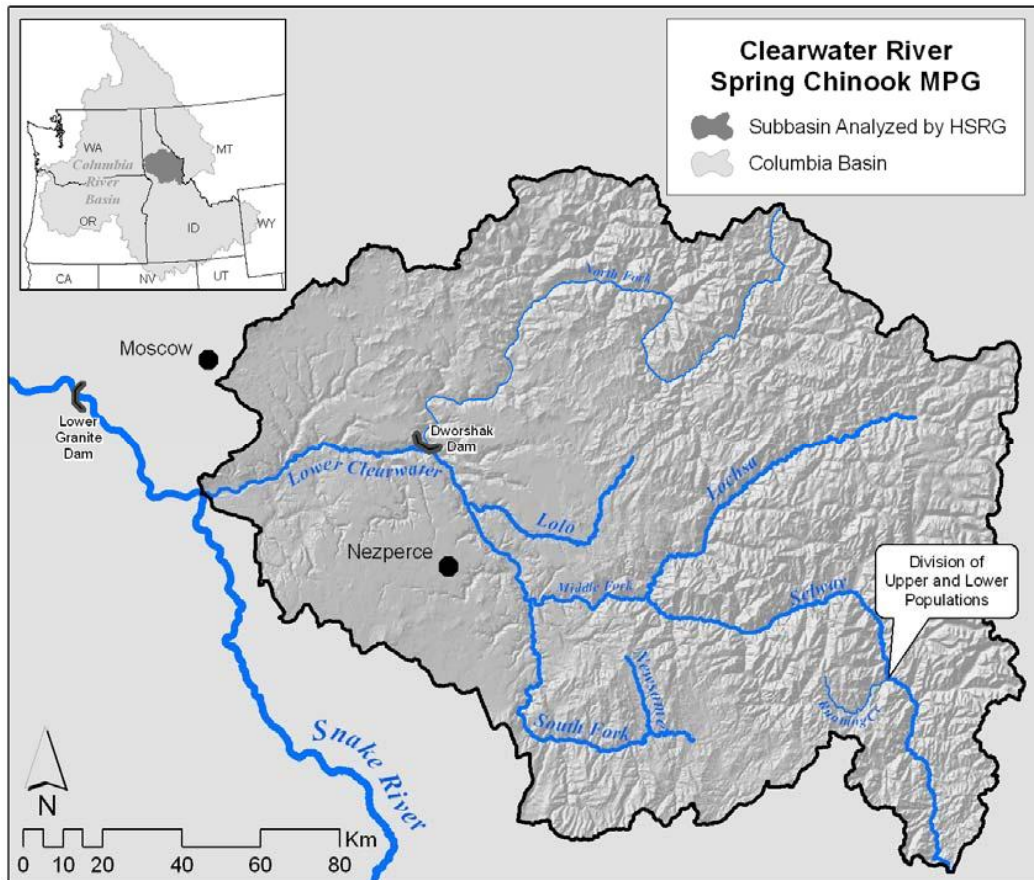 Clearwater River
Spring Chinook MPG
Subbasin Analyzed by HSRG
Columbia Basin
WA
MT
Columbia
River
Basin
OR
ID
WY
CA
NV
UT
North Fork
Moscow
Lower
Granite
Dam
Dworshak
Dam
Lower Clearwater
Lochsa
Lolo
Nezperce
Division of
Upper and Lower
Populations
Middle Fork
Selway
Newsome
Running Cr
South Fork
Snake River
N
Km
0 10 20 40 60 80